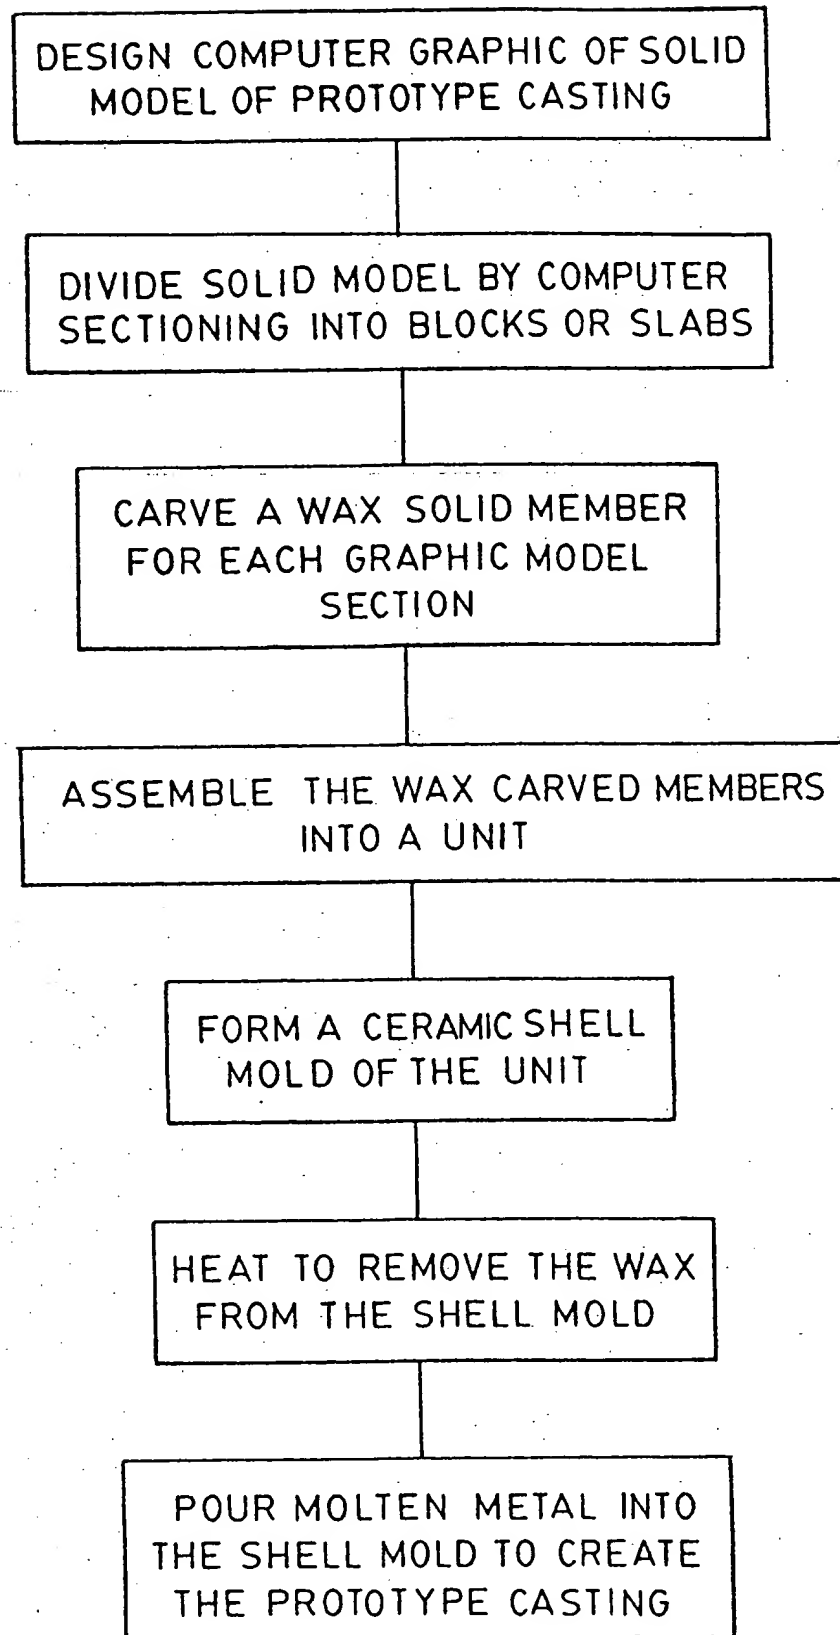 DESIGN COMPUTER GRAPHIC OF SOLID
MODEL OF PROTOTYPE CASTING
DIVIDE SOLID MODEL BY COMPUTER
SECTIONING INTO BLOCKS OR SLABS
CARVE A WAX SOLID MEMBER
FOR EACH GRAPHIC MODEL
SECTION
ASSEMBLE THE WAX CARVED MEMBERS
INTO A UNIT
FORM A CERAMIC SHELL
MOLD OF THE UNIT
HEAT TO REMOVE THE WAX
FROM THE SHELL MOLD
POUR MOLTEN METAL INTO
THE SHELL MOLD TO CREATE
THE PROTOTYPE CASTING